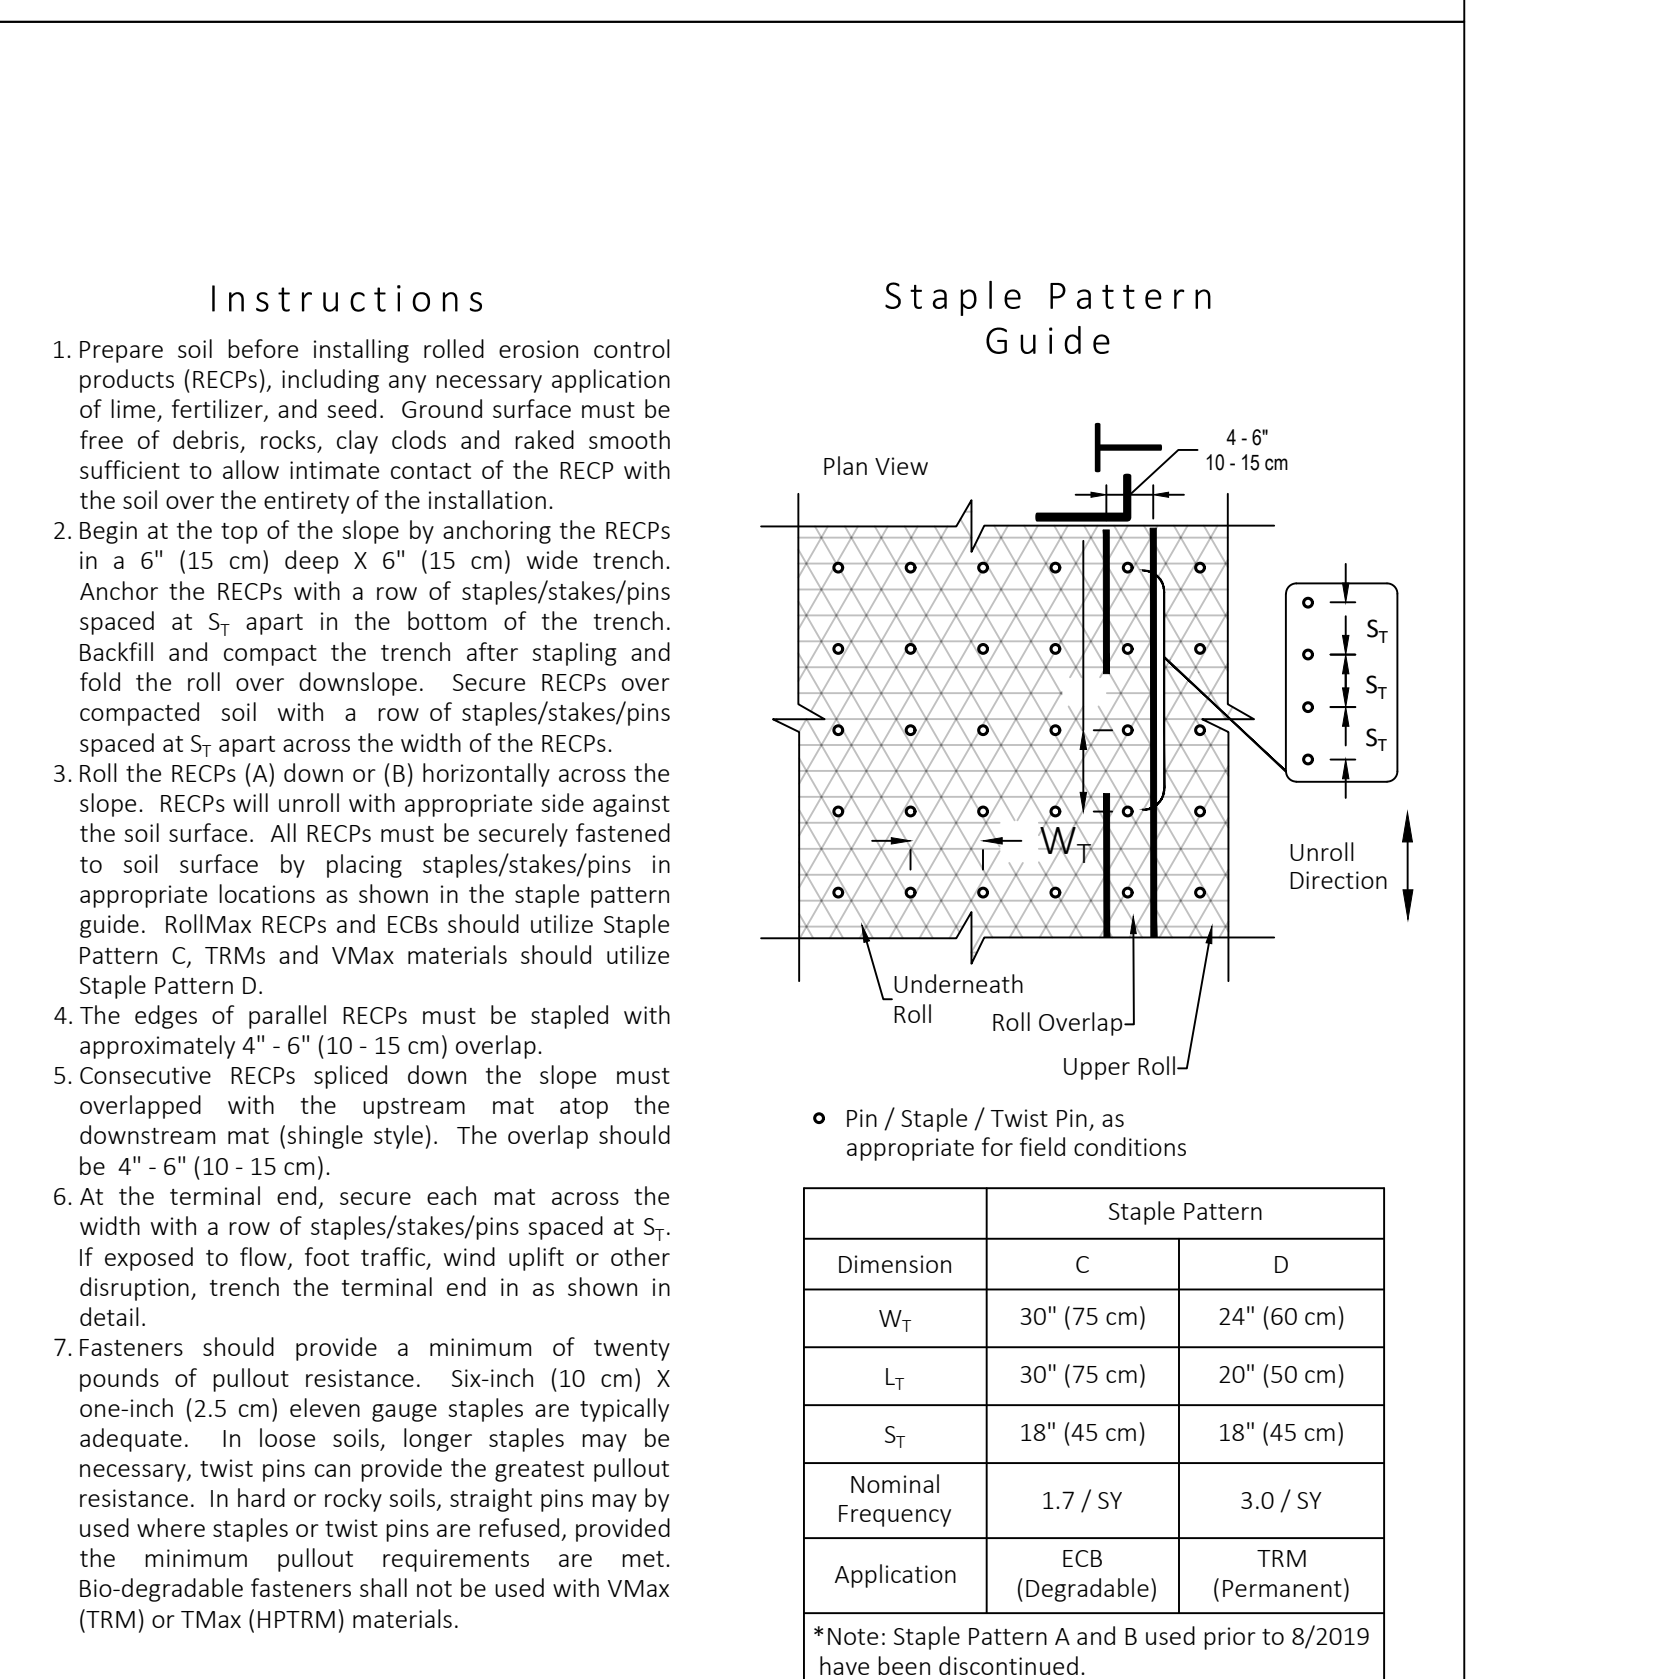 Instructions
1. Prepare soil before installing rolled erosion control
products (RECPs), including any necessary application
of lime, fertilizer, and seed. Ground surface must be
free of debris, rocks, clay clods and raked smooth
sufficient to allow intimate contact of the RECP with
the soil over the entirety of the installation.
2. Begin at the top of the slope by anchoring the RECPs
in a 6" (15 cm) deep X 6" (15 cm) wide trench.
Anchor the RECPs with a row of staples/stakes/pins
spaced at ST apart in the bottom of the trench.
Backfill and compact the trench after stapling and
fold the roll over downslope. Secure RECPs over
compacted soil with a row of staples/stakes/pins
spaced at ST apart across the width of the RECPs.
3. Roll the RECPs (A) down or (B) horizontally across the
slope. RECPs will unroll with appropriate side against
the soil surface. All RECPs must be securely fastened
to soil surface by placing staples/stakes/pins in
appropriate locations as shown in the staple pattern
guide. RollMax RECPs and ECBs should utilize Staple
Pattern C, TRMs and VMax materials should utilize
Staple Pattern D.
4. The edges of parallel RECPs must be stapled with
approximately 4" - 6" (10 - 15 cm) overlap.
5. Consecutive RECPs spliced down the slope must
overlapped with the upstream mat atop the
downstream mat (shingle style). The overlap should
be 4" - 6" (10 - 15 cm).
6. At the terminal end, secure each mat across the
width with a row of staples/stakes/pins spaced at ST.
If exposed to flow, foot traffic, wind uplift or other
disruption, trench the terminal end in as shown in
detail.
7. Fasteners should provide a minimum of twenty
pounds of pullout resistance. Six-inch (10 cm) X
one-inch (2.5 cm) eleven gauge staples are typically
adequate. In loose soils, longer staples may be
necessary, twist pins can provide the greatest pullout
resistance. In hard or rocky soils, straight pins may by
used where staples or twist pins are refused, provided
the minimum pullout requirements are met.
Bio-degradable fasteners shall not be used with VMax
(TRM) or TMax (HPTRM) materials.
Staple Pattern
Guide
Plan View
4 - 6"
10 - 15 cm
LT
ST
ST
ST
WT
Unroll
Direction
Underneath
Roll
Roll Overlap
Upper Roll
Pin / Staple / Twist Pin, as
appropriate for field conditions
Staple Pattern
Dimension C D
WT 30" (75 cm) 24" (60 cm)
LT 30" (75 cm) 20" (50 cm)
ST 18" (45 cm) 18" (45 cm)
Nominal
Frequency 1.7 / SY 3.0 / SY
Application ECB (Degradable) TRM (Permanent)
*Note: Staple Pattern A and B used prior to 8/2019
have been discontinued.